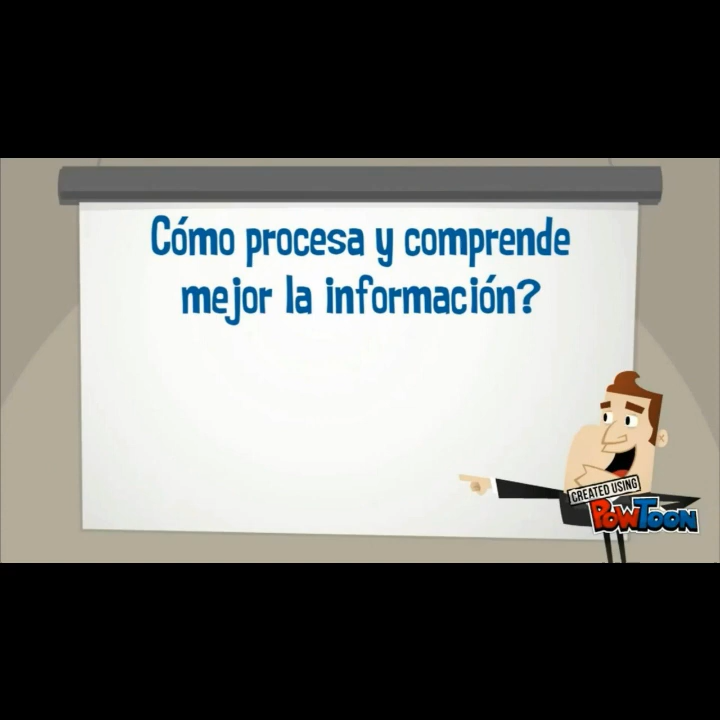 Cómo procesa y comprende
mejor la información?
CREATED USING
POWTOON